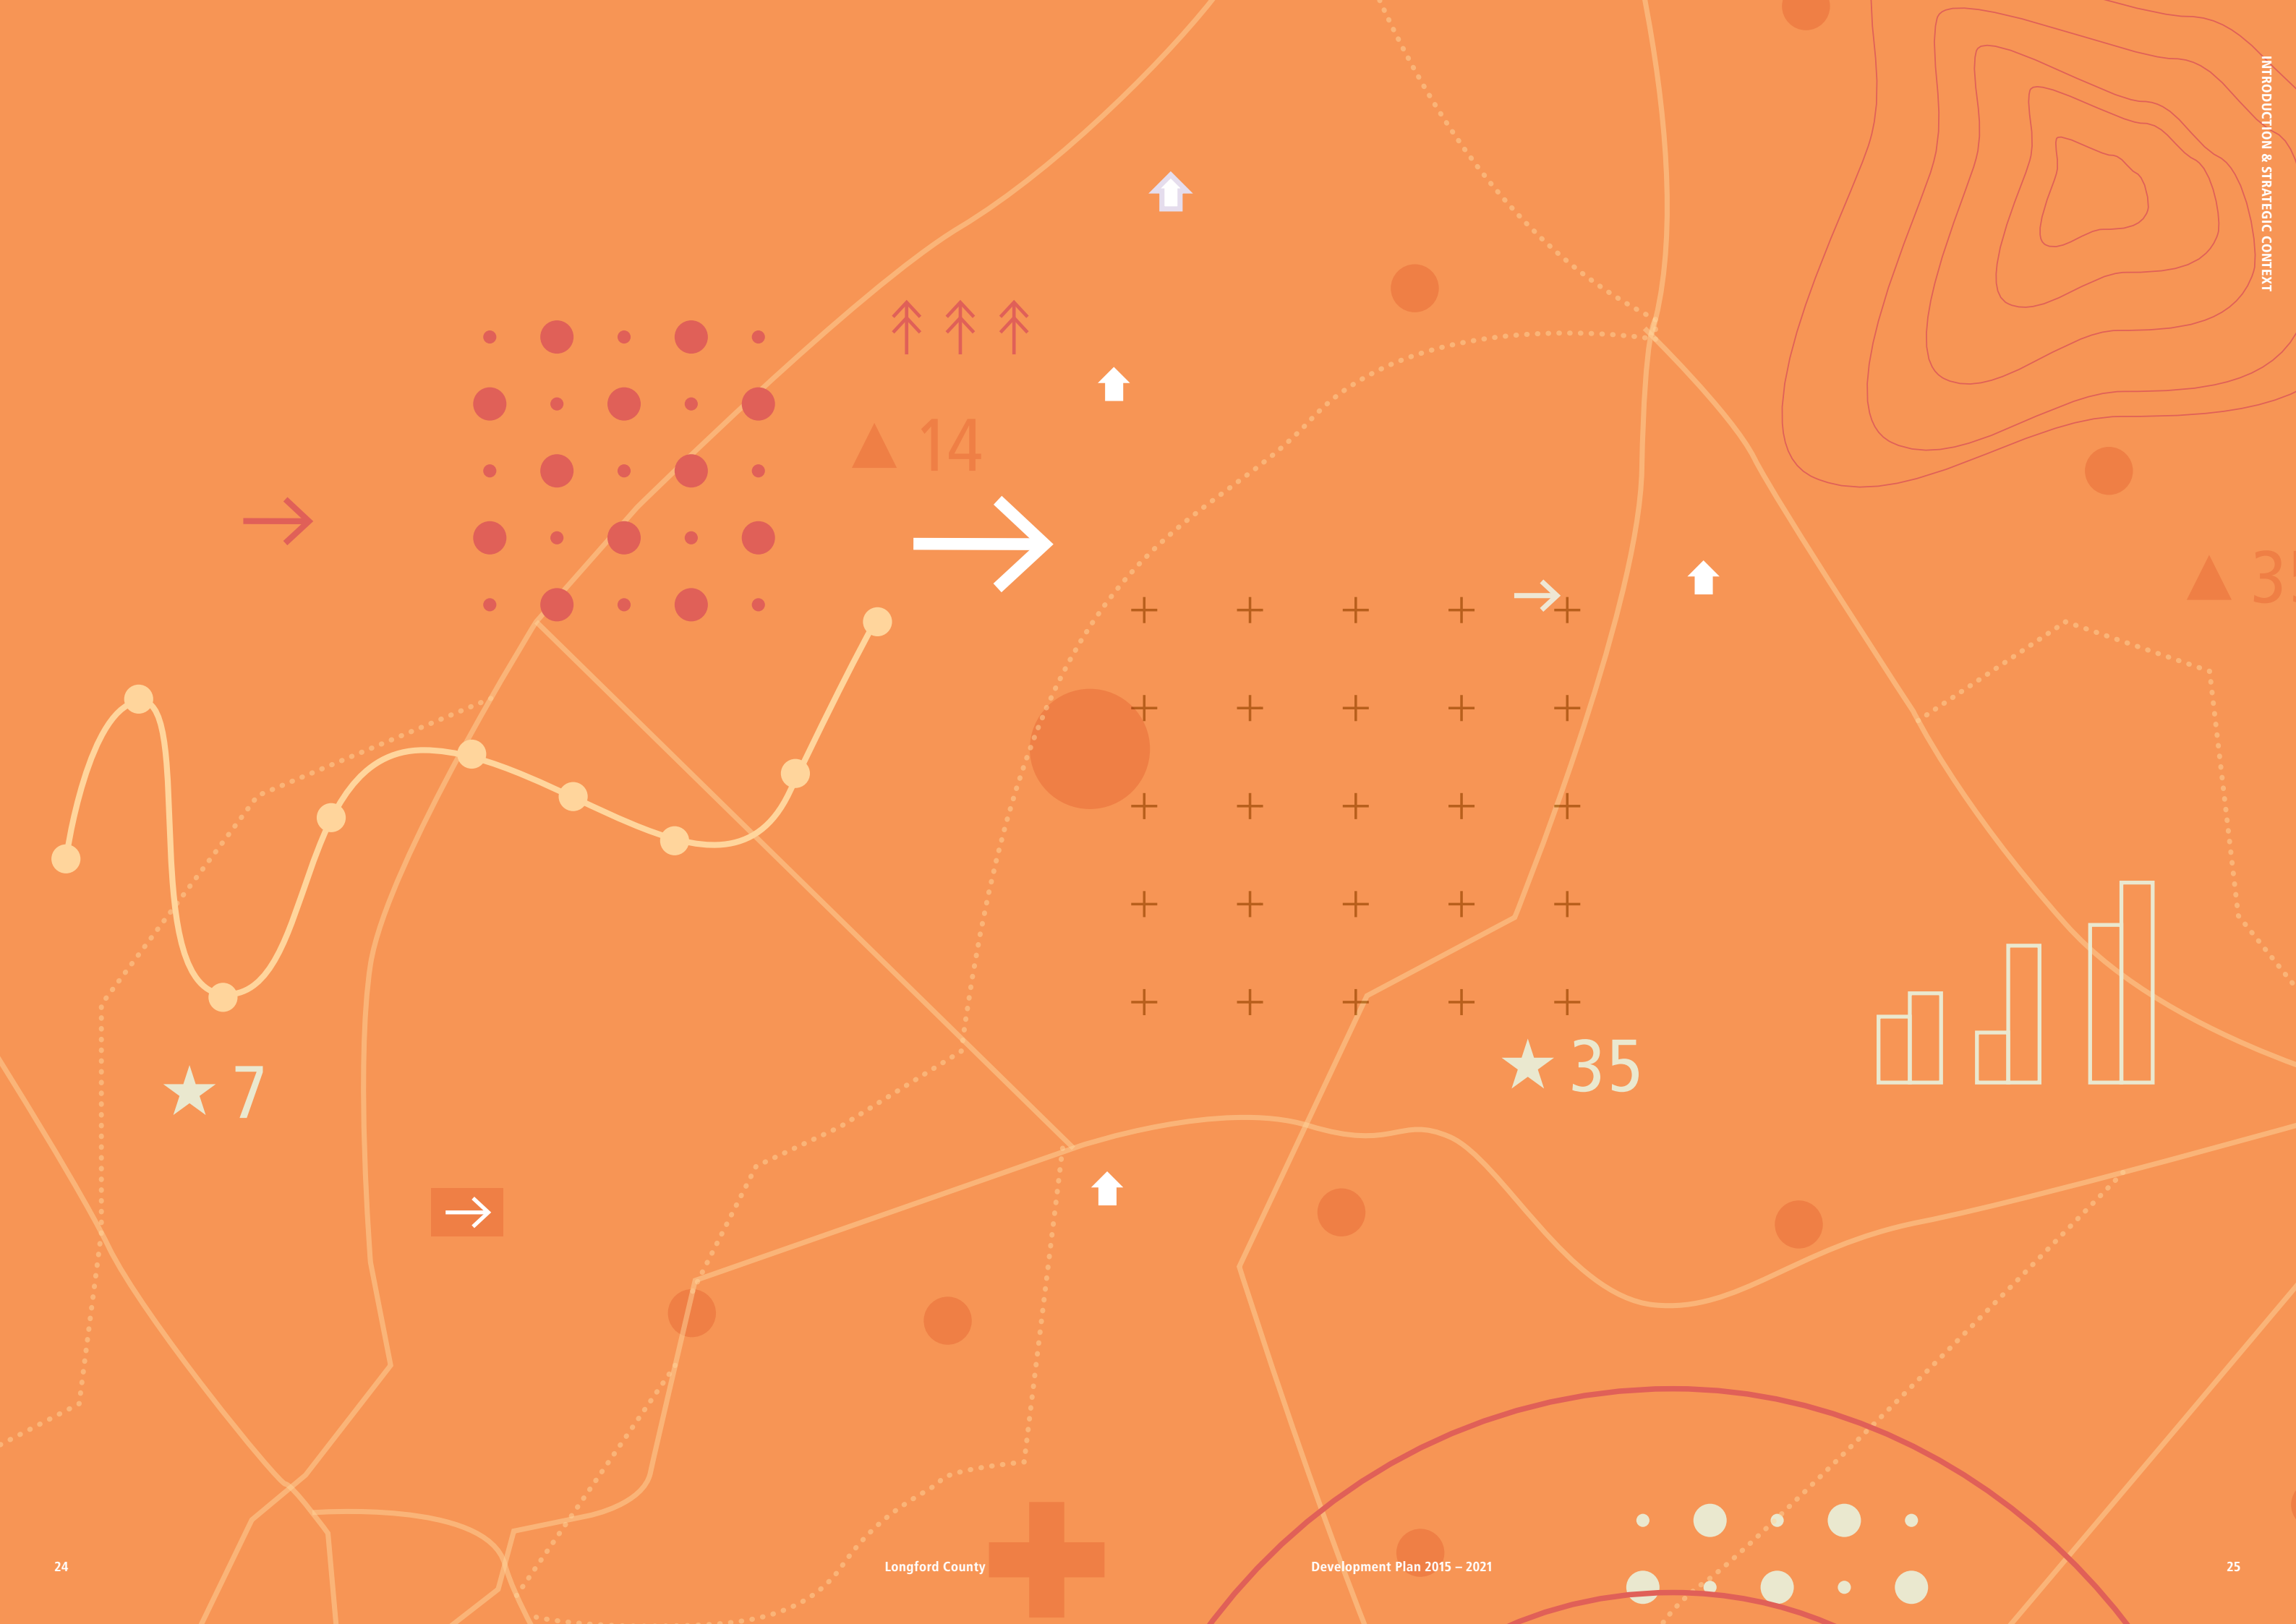 INTRODUCTION & STRATEGIC CONTEXT
14
7
35
24
Longford County
Development Plan 2015 – 2021
25